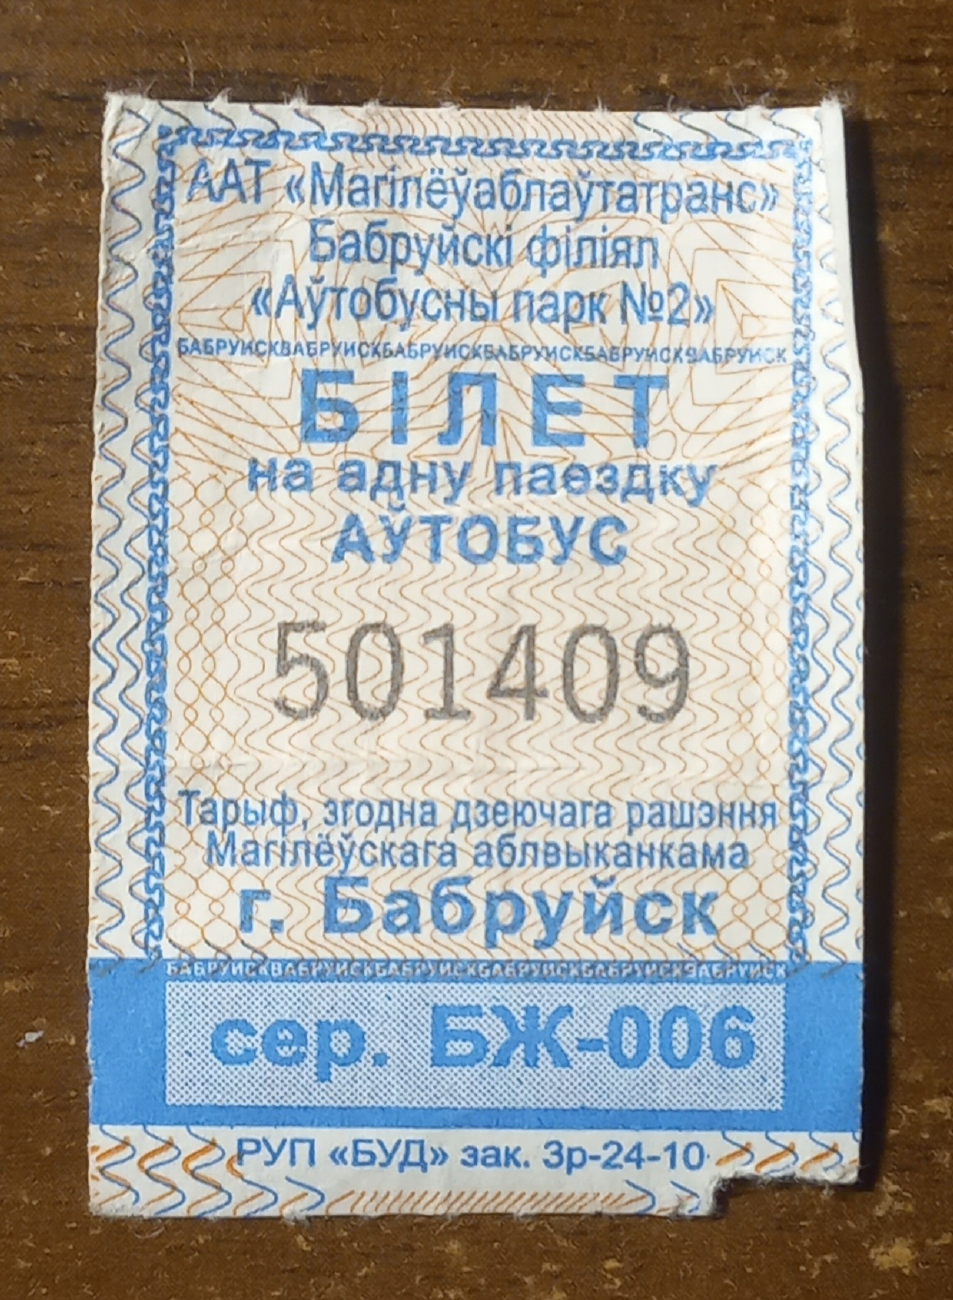 ААТ «Магілёўаблаўтатранс»
Бабруйскі філіял
«Аўтобусны парк №2»
БАБРУЙСКБАБРУЙСКБАБРУЙСКБАБРУЙСКБАБРУЙСКБАБРУЙСК
БІЛЕТ
на адну паездку
АЎТОБУС
501409
Тарыф, згодна дзеючага рашэння
Магілёўскага аблвыканкама
г. Бабруйск
БАБРУЙСКБАБРУЙСКБАБРУЙСКБАБРУЙСКБАБРУЙСКБАБРУЙСК
сер. БЖ-006
РУП «БУД» зак. Зр-24-10